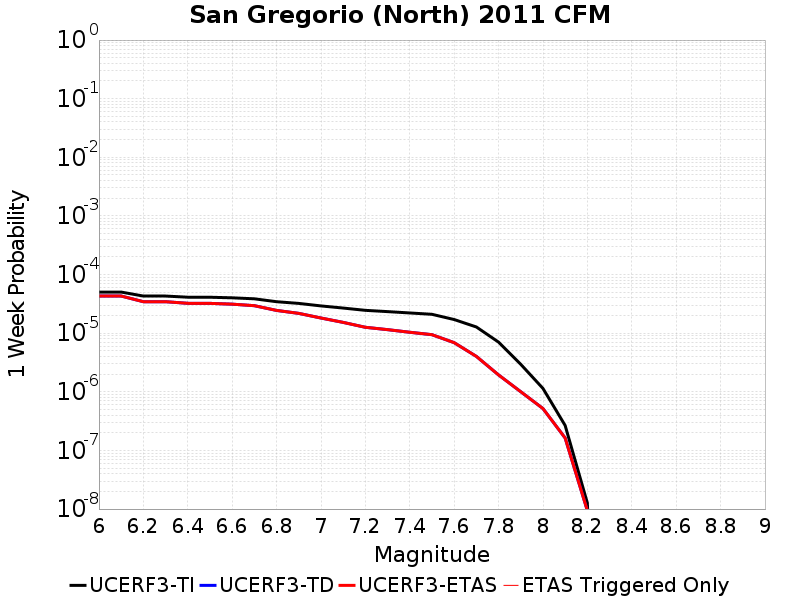 San Gregorio (North) 2011 CFM
10^0
10^-1
10^-2
10^-3
10^-4
10^-5
10^-6
10^-7
10^-8
1 Week Probability
6 6.2 6.4 6.6 6.8 7 7.2 7.4 7.6 7.8 8 8.2 8.4 8.6 8.8 9
Magnitude
UCERF3-TI UCERF3-TD UCERF3-ETAS ETAS Triggered Only